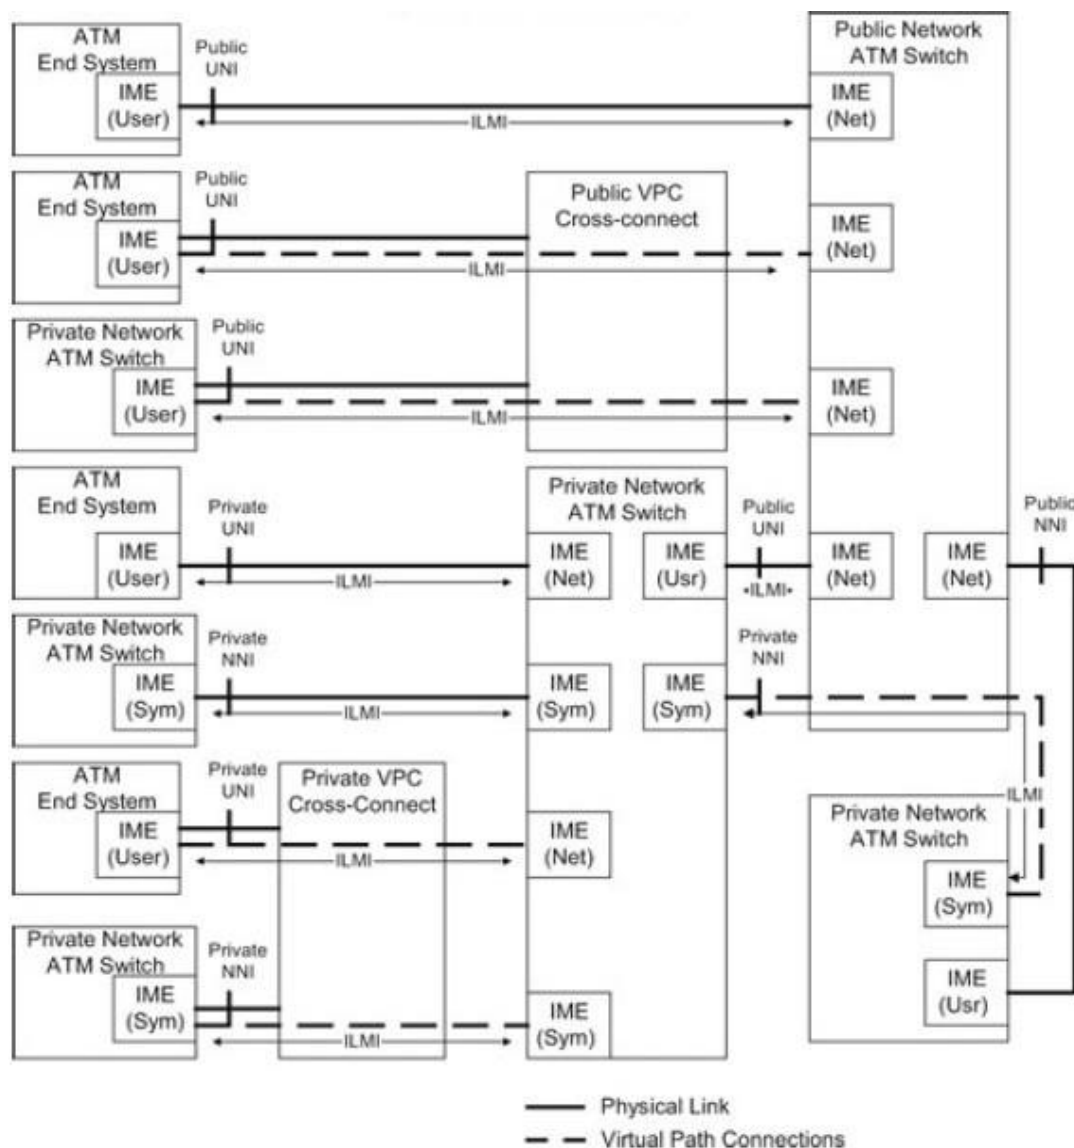 ATM
End System
IME
(User)
Public
UNI
ILMI
Public Network
ATM Switch
IME
(Net)
ATM
End System
IME
(User)
Public
UNI
ILMI
Public VPC
Cross-connect
IME
(Net)
Private Network
ATM Switch
IME
(User)
Public
UNI
ILMI
IME
(Net)
ATM
End System
IME
(User)
Private
UNI
ILMI
Private Network
ATM Switch
IME
(Net)
IME
(Usr)
Public
UNI
ILMI
IME
(Net)
IME
(Net)
Public
NNI
Private Network
ATM Switch
IME
(Sym)
Private
NNI
ILMI
IME
(Sym)
IME
(Sym)
Private
NNI
ILMI
ATM
End System
IME
(User)
Private
UNI
ILMI
Private VPC
Cross-Connect
IME
(Net)
Private Network
ATM Switch
IME
(Sym)
IME
(Usr)
Private Network
ATM Switch
IME
(Sym)
Private
NNI
ILMI
IME
(Sym)
Physical Link
Virtual Path Connections